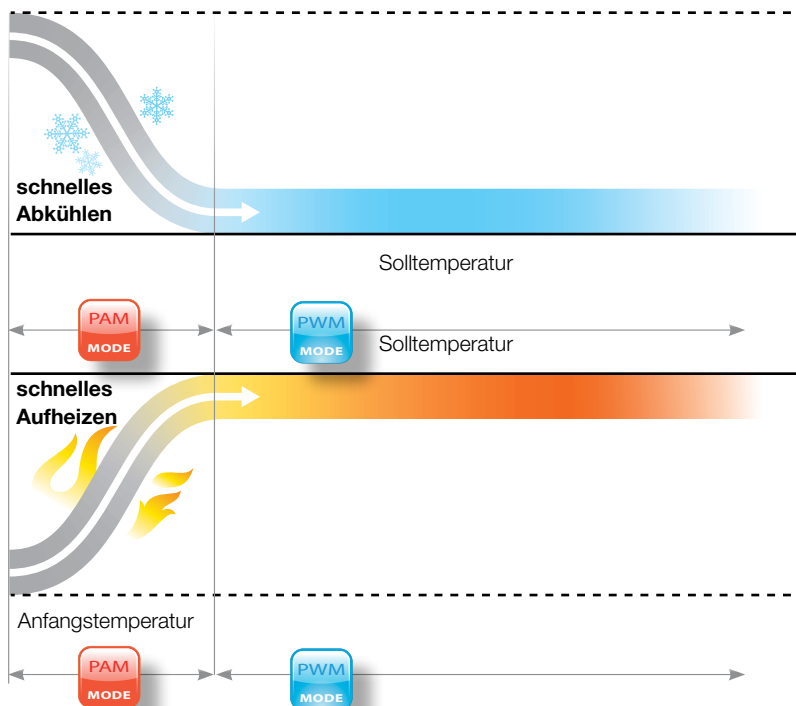 schnelles
Abkühlen
Solltemperatur
PAM
MODE
PWM
MODE
Solltemperatur
schnelles
Aufheizen
Anfangstemperatur
PAM
MODE
PWM
MODE